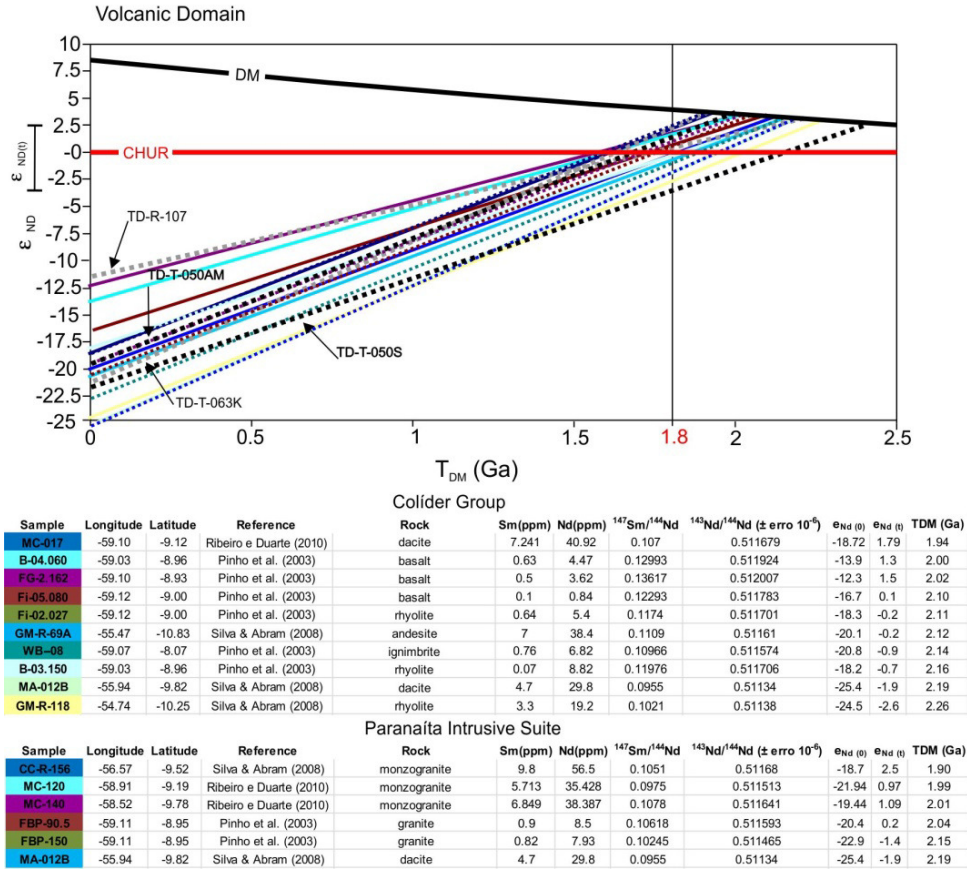 Volcanic Domain
10
7.5
5
2.5
-0
-2.5
-5
-7.5
-10
-12.5
-15
-17.5
-20
-22.5
-25
ε ND(t)
ε ND
DM
CHUR
TD-R-107
TD-T-050AM
TD-T-050S
TD-T-063K
0 0.5 1 1.5 1.8 2 2.5
TDM (Ga)
Colíder Group
Sample Longitude Latitude Reference Rock Sm(ppm) Nd(ppm) 147Sm/144Nd 143Nd/144Nd (± erro 10-6) eNd (0) eNd (t) TDM (Ga)
MC-017 -59.10 -9.12 Ribeiro e Duarte (2010) dacite 7.241 40.92 0.107 0.511679 -18.72 1.79 1.94
B-04.060 -59.03 -8.96 Pinho et al. (2003) basalt 0.63 4.47 0.12993 0.511924 -13.9 1.3 2.00
FG-2.162 -59.10 -8.93 Pinho et al. (2003) basalt 0.5 3.62 0.13617 0.512007 -12.3 1.5 2.02
Fi-05.080 -59.12 -9.00 Pinho et al. (2003) basalt 0.1 0.84 0.12293 0.511783 -16.7 0.1 2.10
Fi-02.027 -59.12 -9.00 Pinho et al. (2003) rhyolite 0.64 5.4 0.1174 0.511701 -18.3 -0.2 2.11
GM-R-69A -55.47 -10.83 Silva & Abram (2008) andesite 7 38.4 0.1109 0.51161 -20.1 -0.2 2.12
WB–08 -59.07 -8.07 Pinho et al. (2003) ignimbrite 0.76 6.82 0.10966 0.511574 -20.8 -0.9 2.14
B-03.150 -59.03 -8.96 Pinho et al. (2003) rhyolite 0.07 8.82 0.11976 0.511706 -18.2 -0.7 2.16
MA-012B -55.94 -9.82 Silva & Abram (2008) dacite 4.7 29.8 0.0955 0.51134 -25.4 -1.9 2.19
GM-R-118 -54.74 -10.25 Silva & Abram (2008) rhyolite 3.3 19.2 0.1021 0.51138 -24.5 -2.6 2.26
Paranaíta Intrusive Suite
Sample Longitude Latitude Reference Rock Sm(ppm) Nd(ppm) 147Sm/144Nd 143Nd/144Nd (± erro 10-6) eNd (0) eNd (t) TDM (Ga)
CC-R-156 -56.57 -9.52 Silva & Abram (2008) monzogranite 9.8 56.5 0.1051 0.51168 -18.7 2.5 1.90
MC-120 -58.91 -9.19 Ribeiro e Duarte (2010) monzogranite 5.713 35.428 0.0975 0.511513 -21.94 0.97 1.99
MC-140 -58.52 -9.78 Ribeiro e Duarte (2010) monzogranite 6.849 38.387 0.1078 0.511641 -19.44 1.09 2.01
FBP-90.5 -59.11 -8.95 Pinho et al. (2003) granite 0.9 8.5 0.10618 0.511593 -20.4 0.2 2.04
FBP-150 -59.11 -8.95 Pinho et al. (2003) granite 0.82 7.93 0.10245 0.511465 -22.9 -1.4 2.15
MA-012B -55.94 -9.82 Silva & Abram (2008) dacite 4.7 29.8 0.0955 0.51134 -25.4 -1.9 2.19